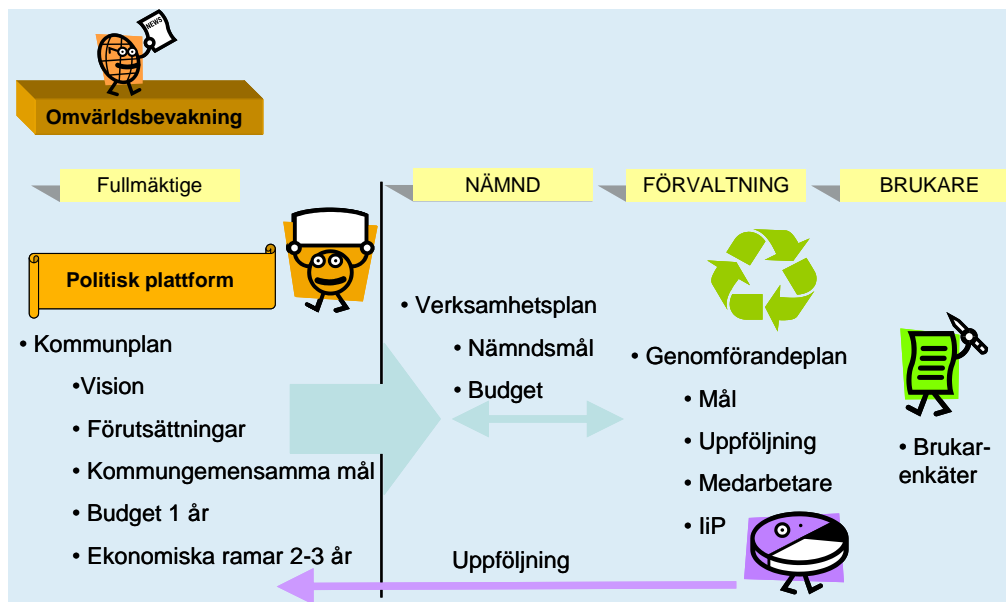 NEWS
Omvärldsbevakning
Fullmäktige
NÄMND
FÖRVALTNING
BRUKARE
Politisk plattform
• Kommunplan
•Vision
• Förutsättningar
• Kommungemensamma mål
• Budget 1 år
• Ekonomiska ramar 2-3 år
• Verksamhetsplan
• Nämndsmål
• Budget
• Genomförandeplan
• Mål
• Uppföljning
• Medarbetare
• IiP
• Brukar-
enkäter
Uppföljning